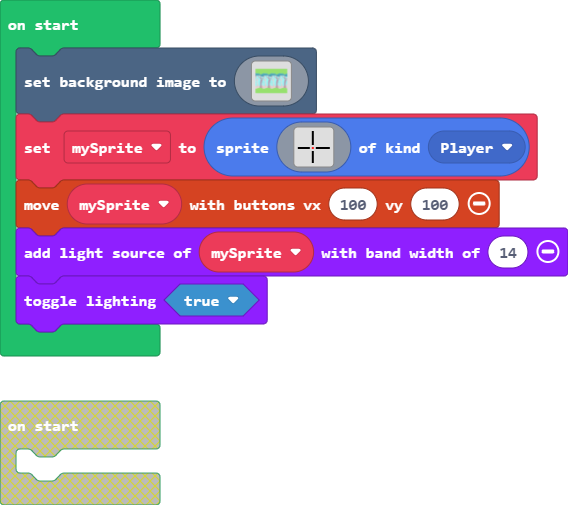 on start
set background image to
set mySprite to sprite of kind Player
move mySprite with buttons vx 100 vy 100
add light source of mySprite with band width of 14
toggle lighting true
on start